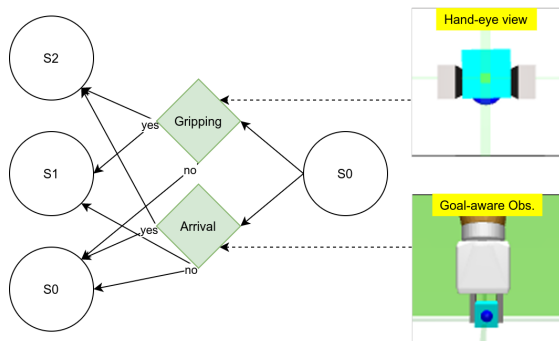 Hand-eye view
S2
Gripping
yes
S1
no
S0
Goal-aware Obs.
Arrival
yes
no
S0